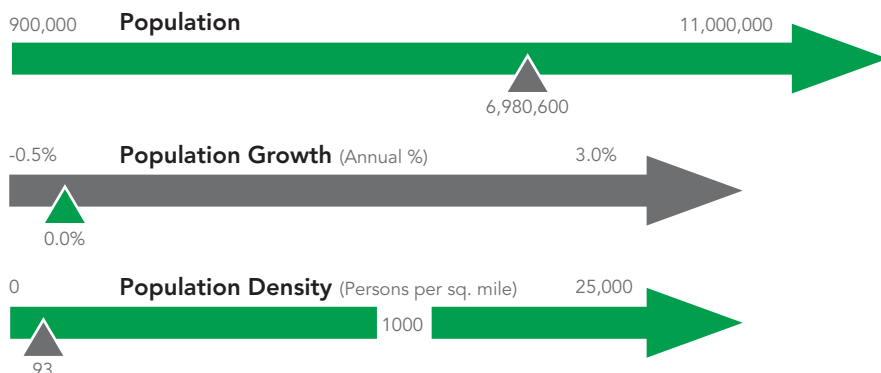 900,000 Population 11,000,000
6,980,600
-0.5% Population Growth (Annual %) 3.0%
0.0%
0 Population Density (Persons per sq. mile) 25,000
1000
93